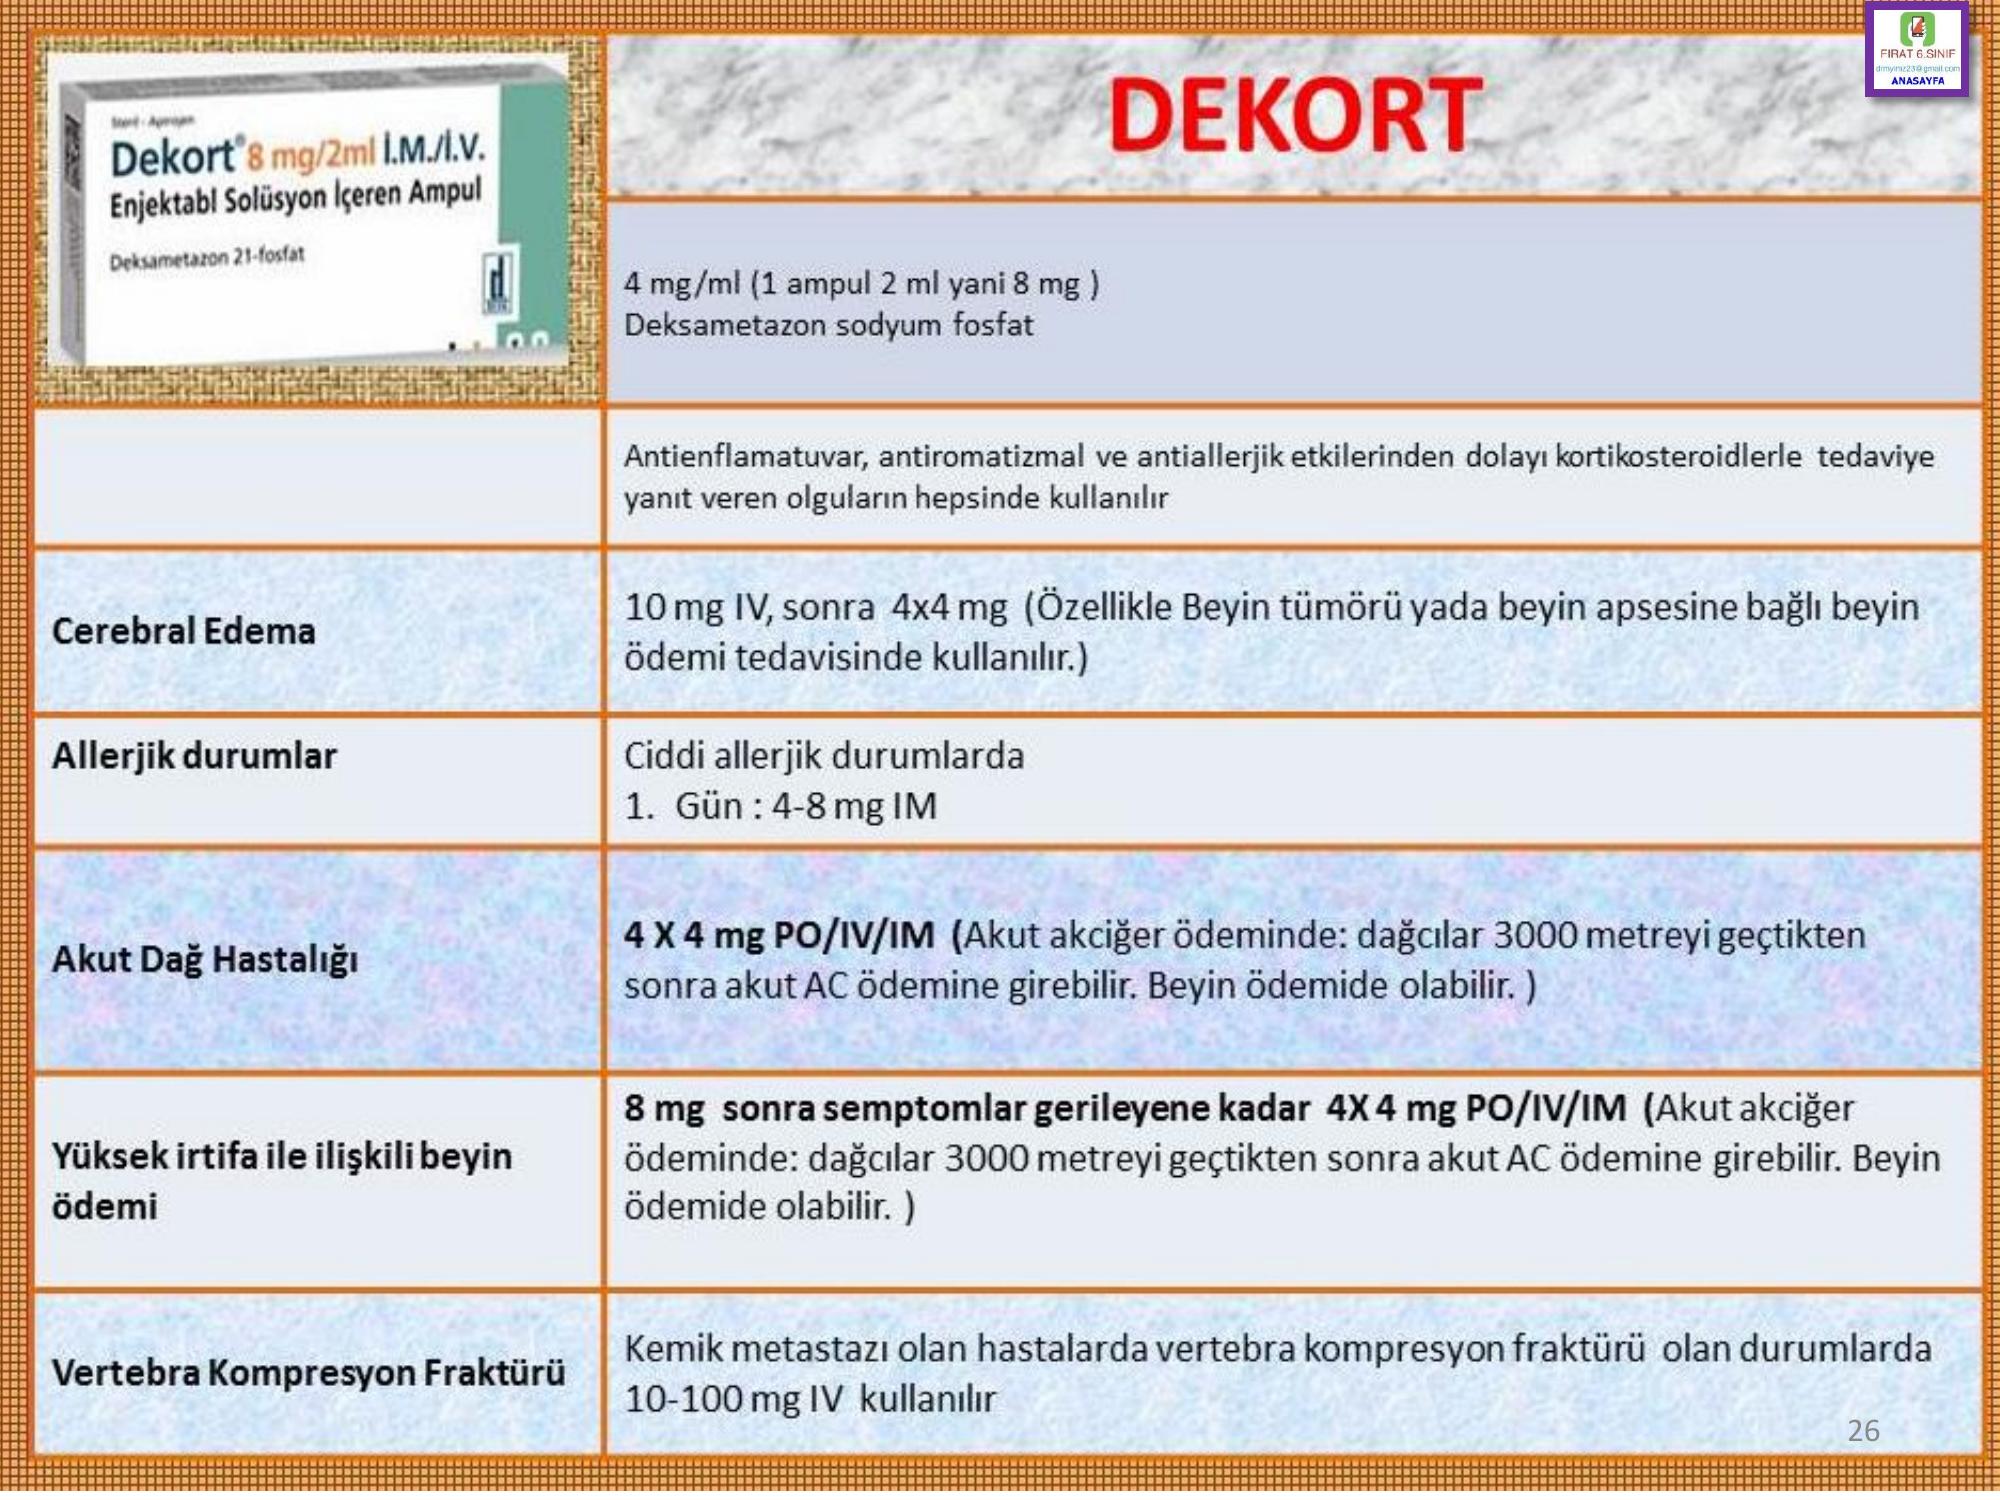 FIRAT 6.SINIF
drmyiniz23@gmail.com
ANASAYFA
Steril - Apirojen
Dekort® 8 mg/2ml İ.M./İ.V.
Enjektabl Solüsyon İçeren Ampul
Deksametazon 21-fosfat
DEKORT
4 mg/ml (1 ampul 2 ml yani 8 mg )
Deksametazon sodyum fosfat
Antienflamatuvar, antiromatizmal ve antiallerjik etkilerinden dolayı kortikosteroidlerle tedaviye
yanıt veren olguların hepsinde kullanılır
Cerebral Edema
10 mg IV, sonra 4x4 mg (Özellikle Beyin tümörü yada beyin apsesine bağlı beyin
ödemi tedavisinde kullanılır.)
Allerjik durumlar
Ciddi allerjik durumlarda
1. Gün : 4-8 mg IM
Akut Dağ Hastalığı
4 X 4 mg PO/IV/IM (Akut akciğer ödeminde: dağcılar 3000 metreyi geçtikten
sonra akut AC ödemine girebilir. Beyin ödemide olabilir. )
Yüksek irtifa ile ilişkili beyin
ödemi
8 mg sonra semptomlar gerileyene kadar 4X 4 mg PO/IV/IM (Akut akciğer
ödeminde: dağcılar 3000 metreyi geçtikten sonra akut AC ödemine girebilir. Beyin
ödemide olabilir. )
Vertebra Kompresyon Fraktürü
Kemik metastazı olan hastalarda vertebra kompresyon fraktürü olan durumlarda
10-100 mg IV kullanılır
26